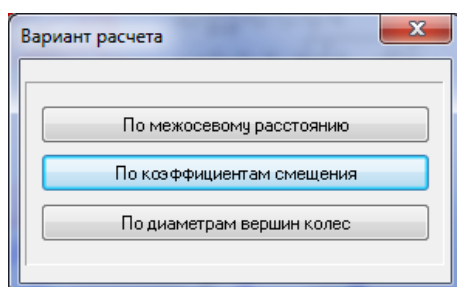 Вариант расчета
По межосевому расстоянию
По коэффициентам смещения
По диаметрам вершин колес